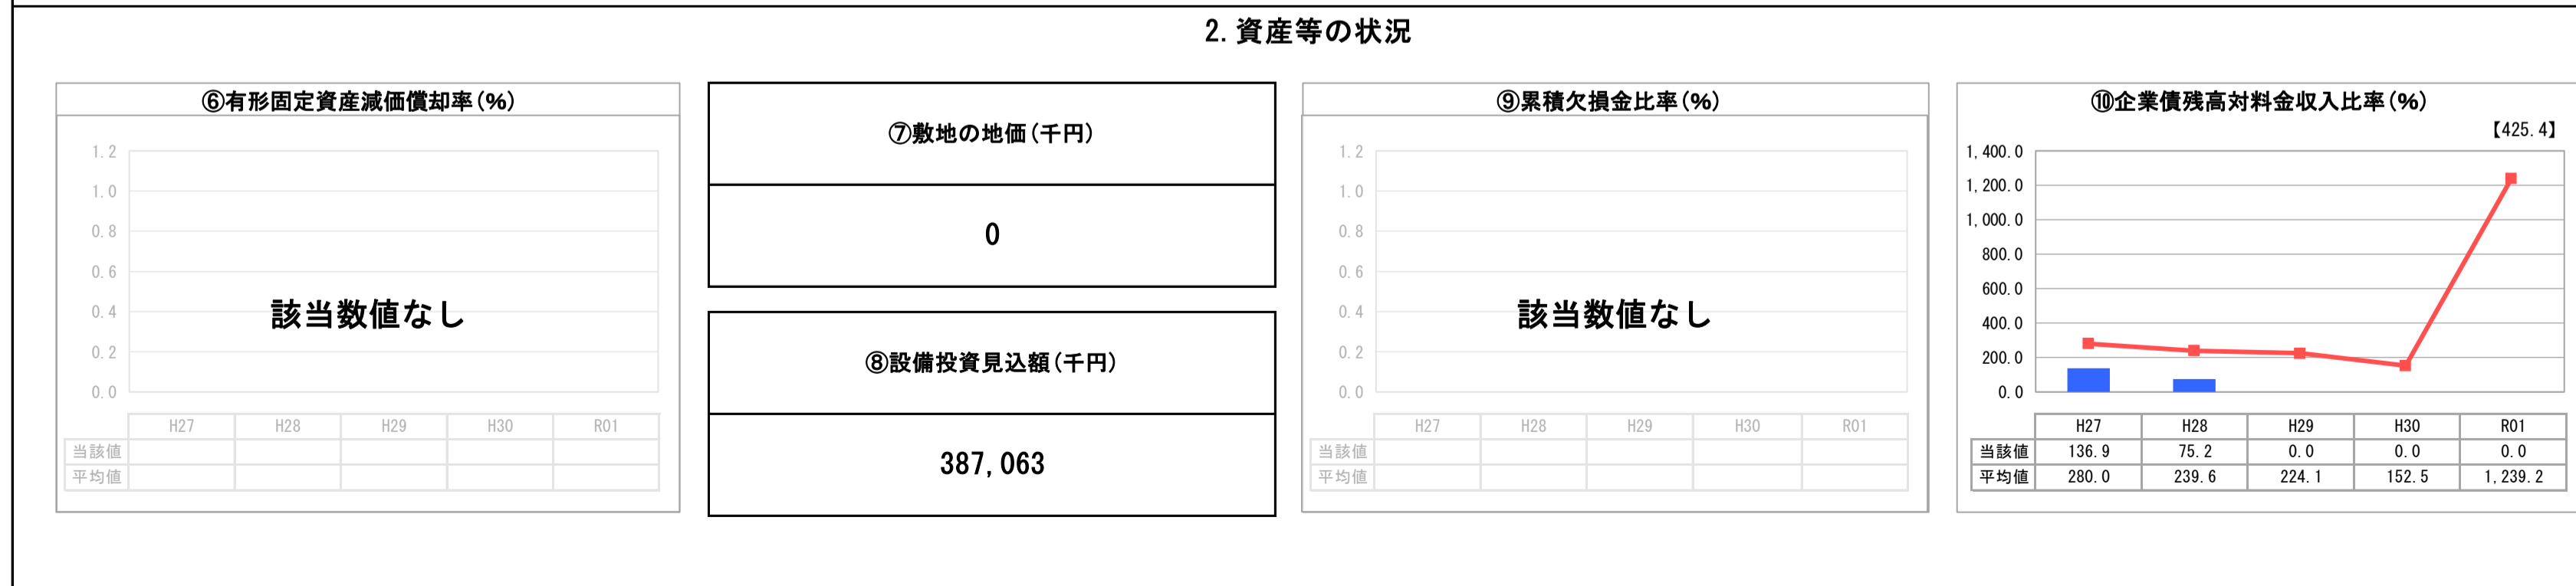 2.資産等の状況
⑥有形固定資産減価償却率(%)
1.2
1.0
0.8
0.6
0.4
0.2
0.0
該当数値なし
H27 H28 H29 H30 R01
当該値
平均値
⑦敷地の地価(千円)
0
⑧設備投資見込額(千円)
387,063
⑨累積欠損金比率(%)
1.2
1.0
0.8
0.6
0.4
0.2
0.0
該当数値なし
H27 H28 H29 H30 R01
当該値
平均値
⑩企業債残高対料金収入比率(%)
【425.4】
1,400.0
1,200.0
1,000.0
800.0
600.0
400.0
200.0
0.0
H27 H28 H29 H30 R01
当該値 136.9 75.2 0.0 0.0 0.0
平均値 280.0 239.6 224.1 152.5 1,239.2